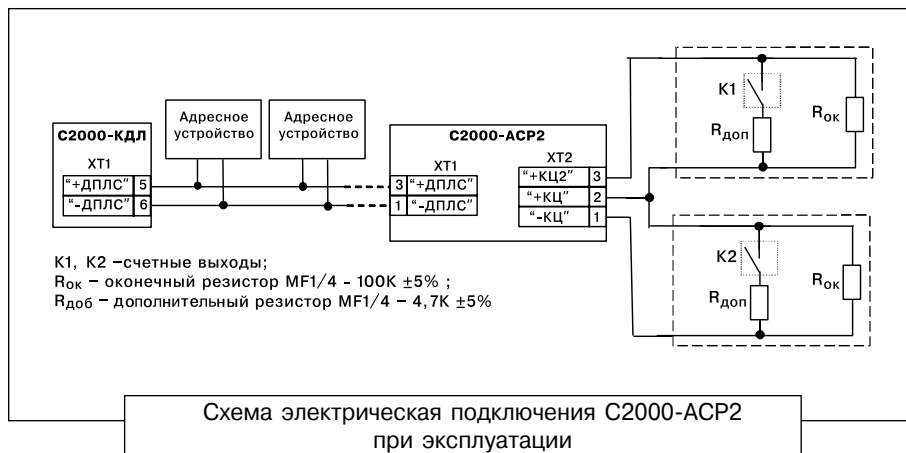 С2000-КДЛ
ХТ1
“+ДПЛС” 5
“-ДПЛС” 6
Адресное
устройство
Адресное
устройство
С2000-АСР2
ХТ1
3 “+ДПЛС”
1 “-ДПЛС”
ХТ2
“+КЦ2” 3
“+КЦ” 2
“-КЦ” 1
К1
Rдоп
Rок
К2
Rдоп
Rок
К1, К2 –счетные выходы;
Rок – оконечный резистор MF1/4 - 100К ±5% ;
Rдоб – дополнительный резистор MF1/4 – 4,7К ±5%
Схема электрическая подключения С2000-АСР2
при эксплуатации